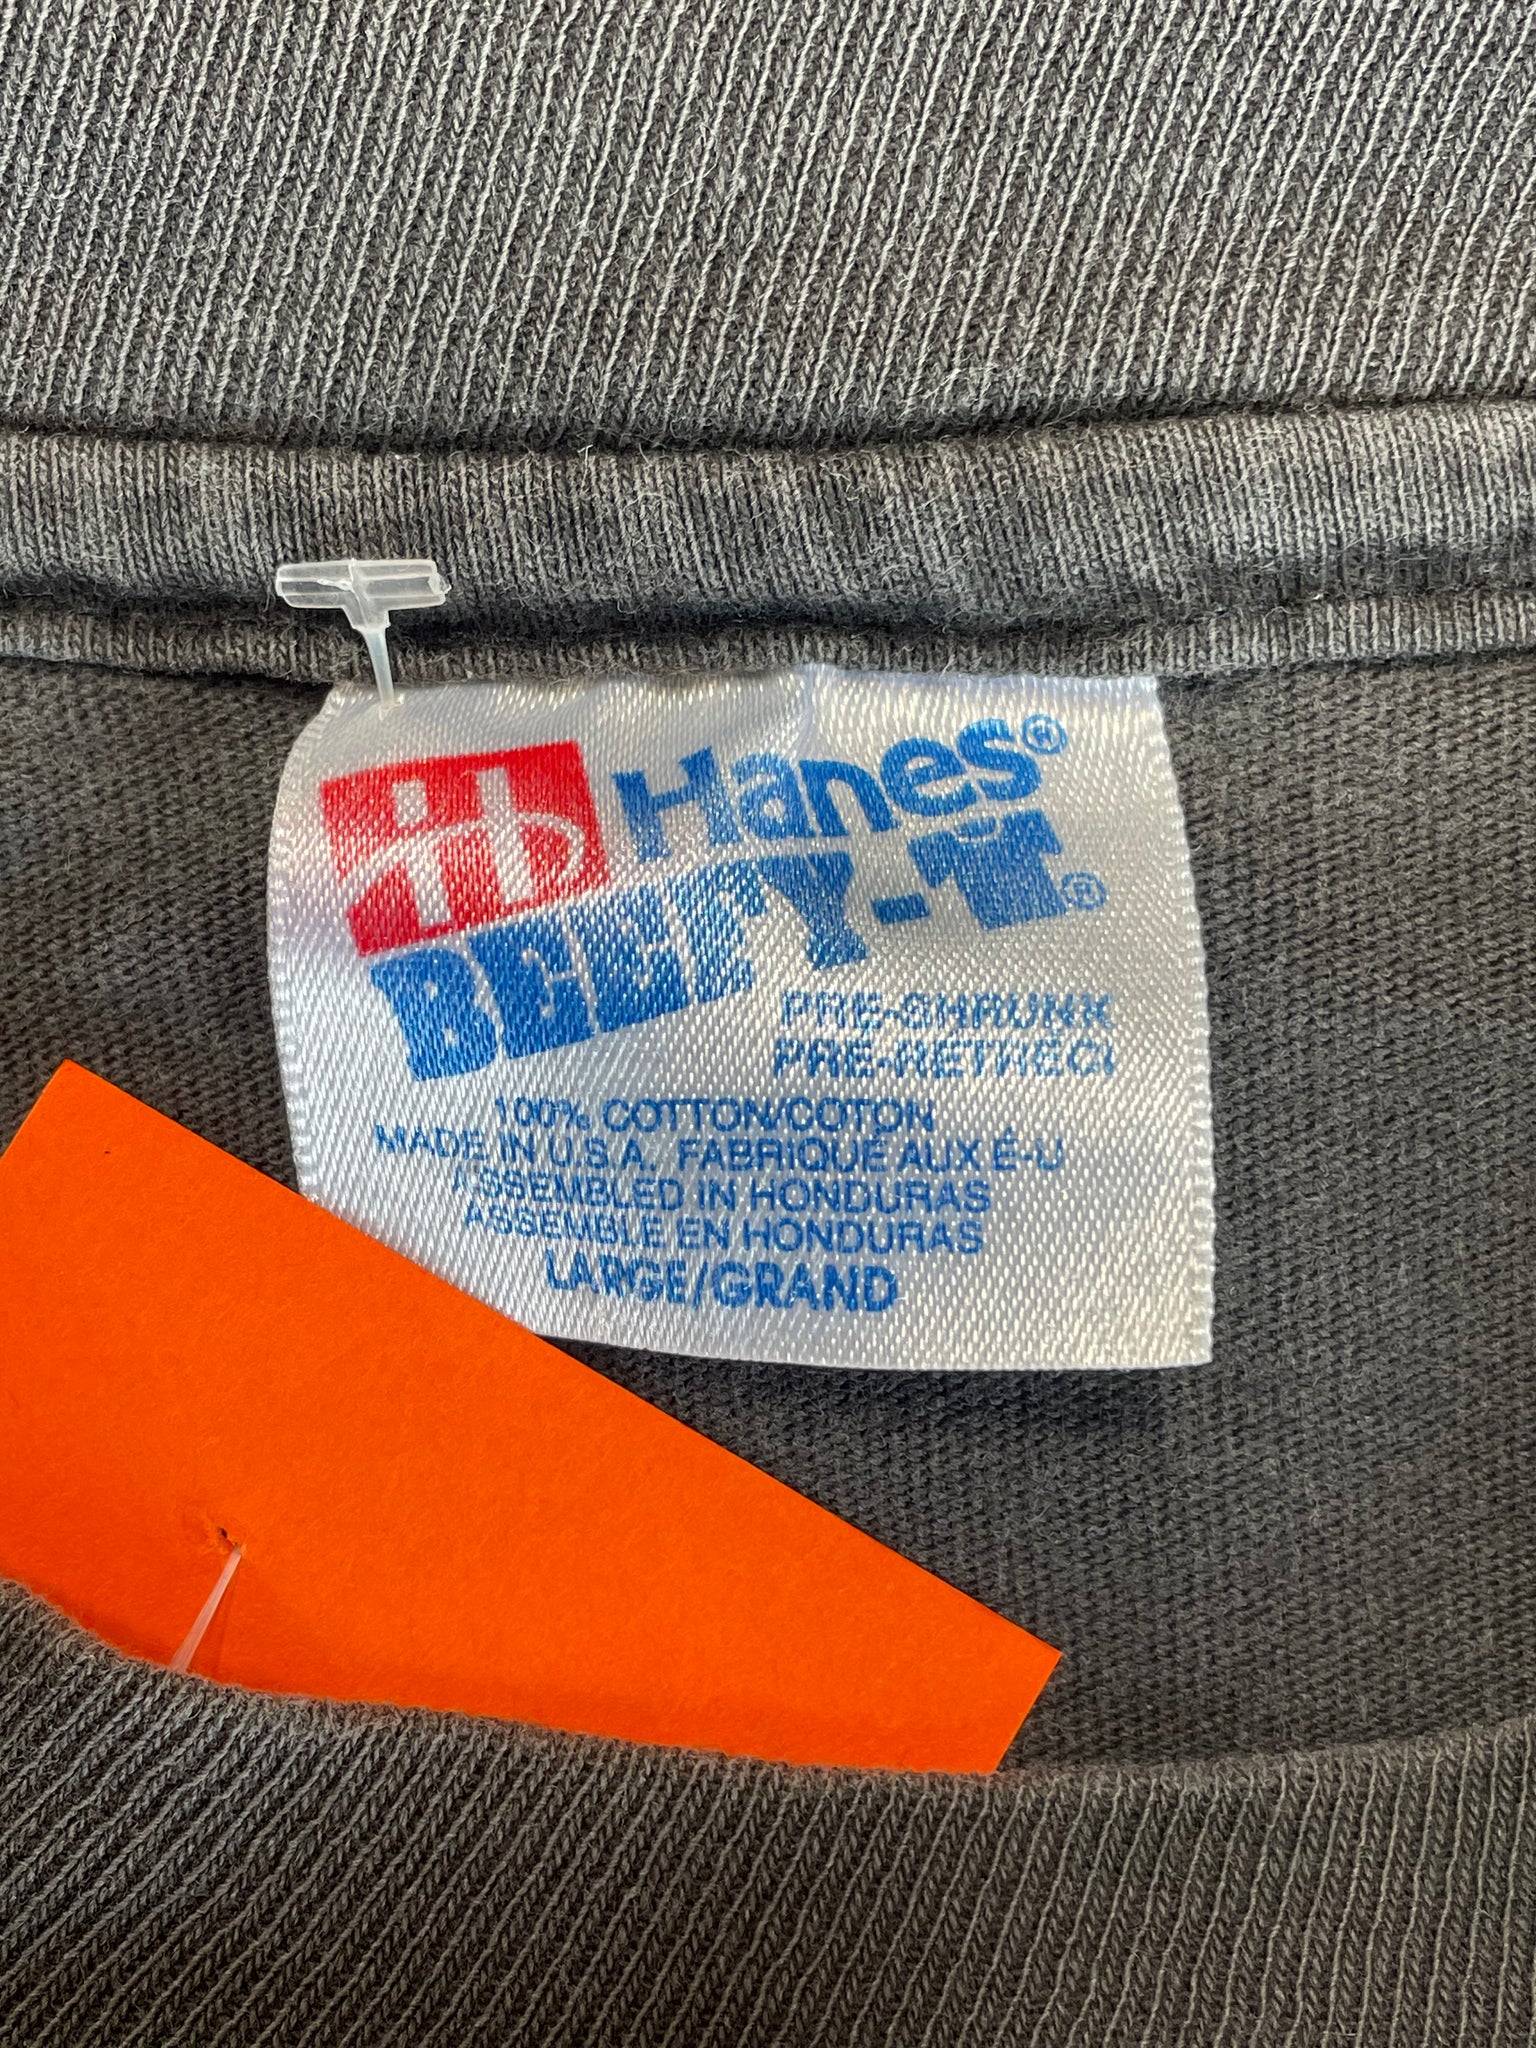 Hanes®
BEEFY-T®
PRE-SHRUNK
PRE-RETRECI
100% COTTON/COTON
MADE IN U.S.A. FABRIQUE AUX É-U
ASSEMBLED IN HONDURAS
ASSEMBLE EN HONDURAS
LARGE/GRAND